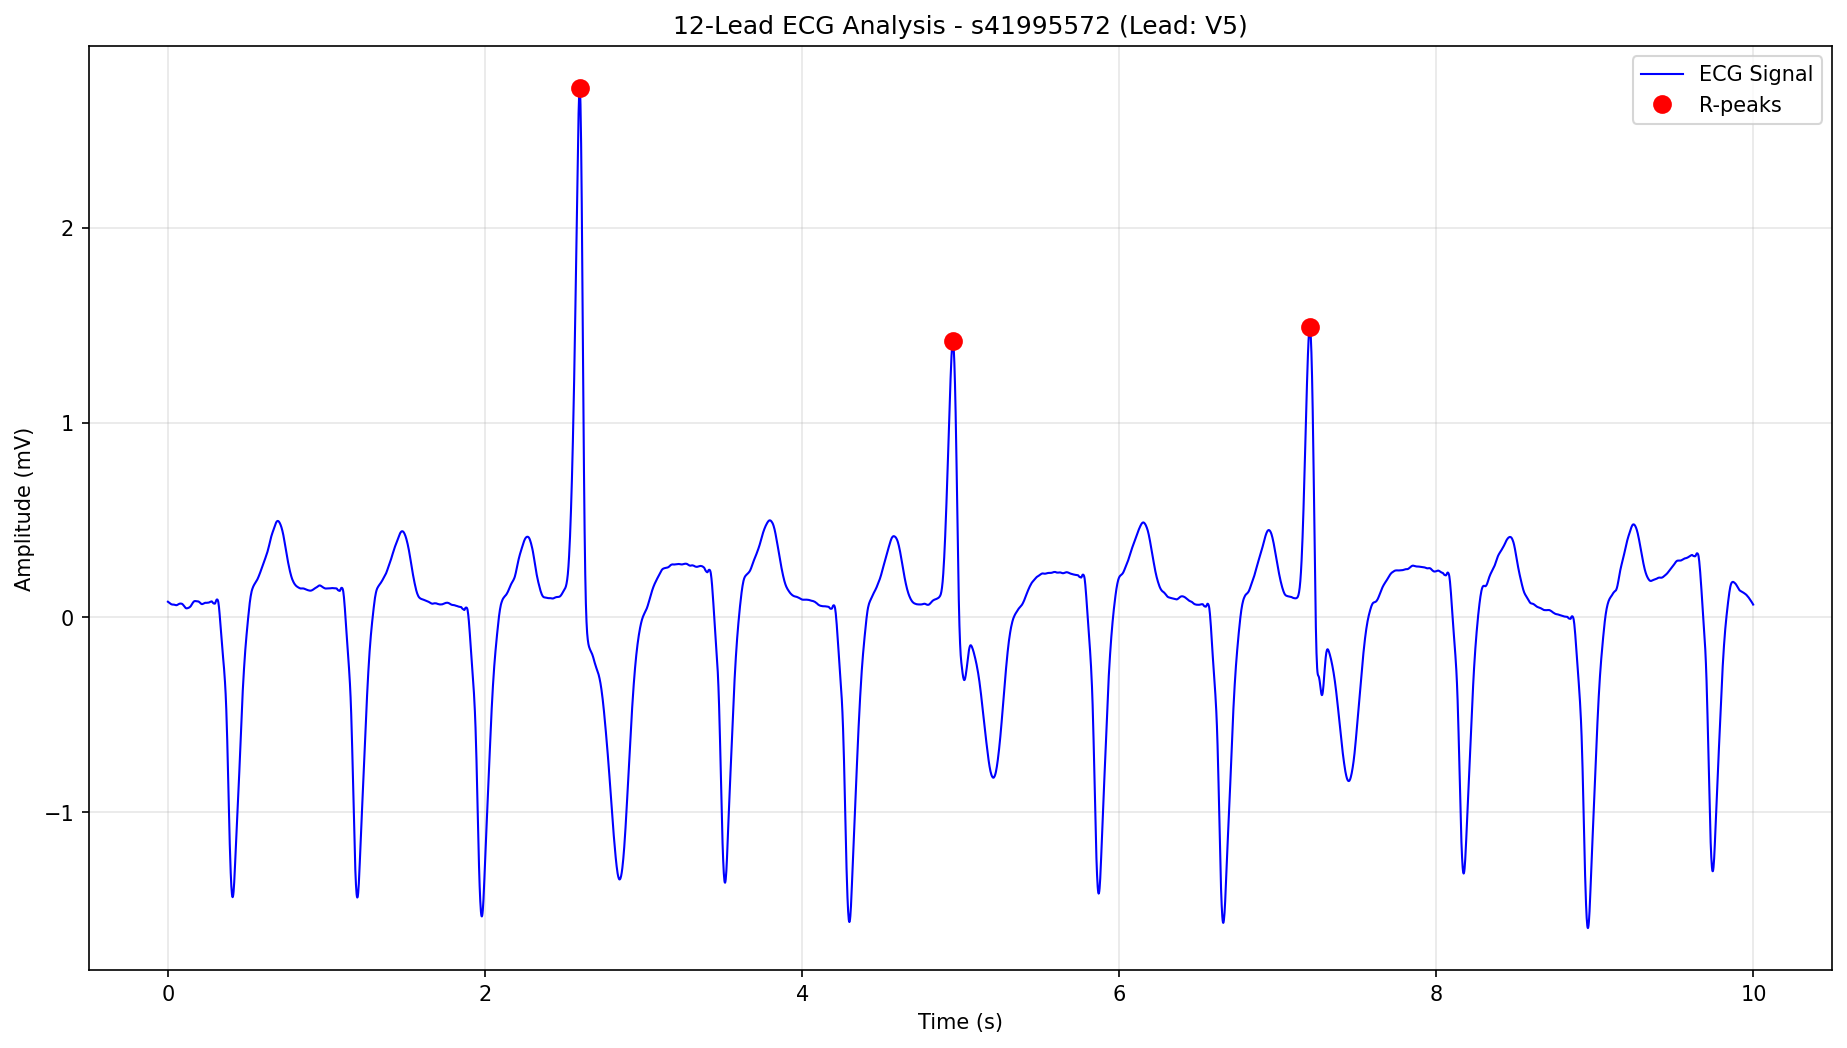 12-Lead ECG Analysis - s41995572 (Lead: V5)
ECG Signal
R-peaks
Amplitude (mV)
2
1
0
−1
0 2 4 6 8 10
Time (s)